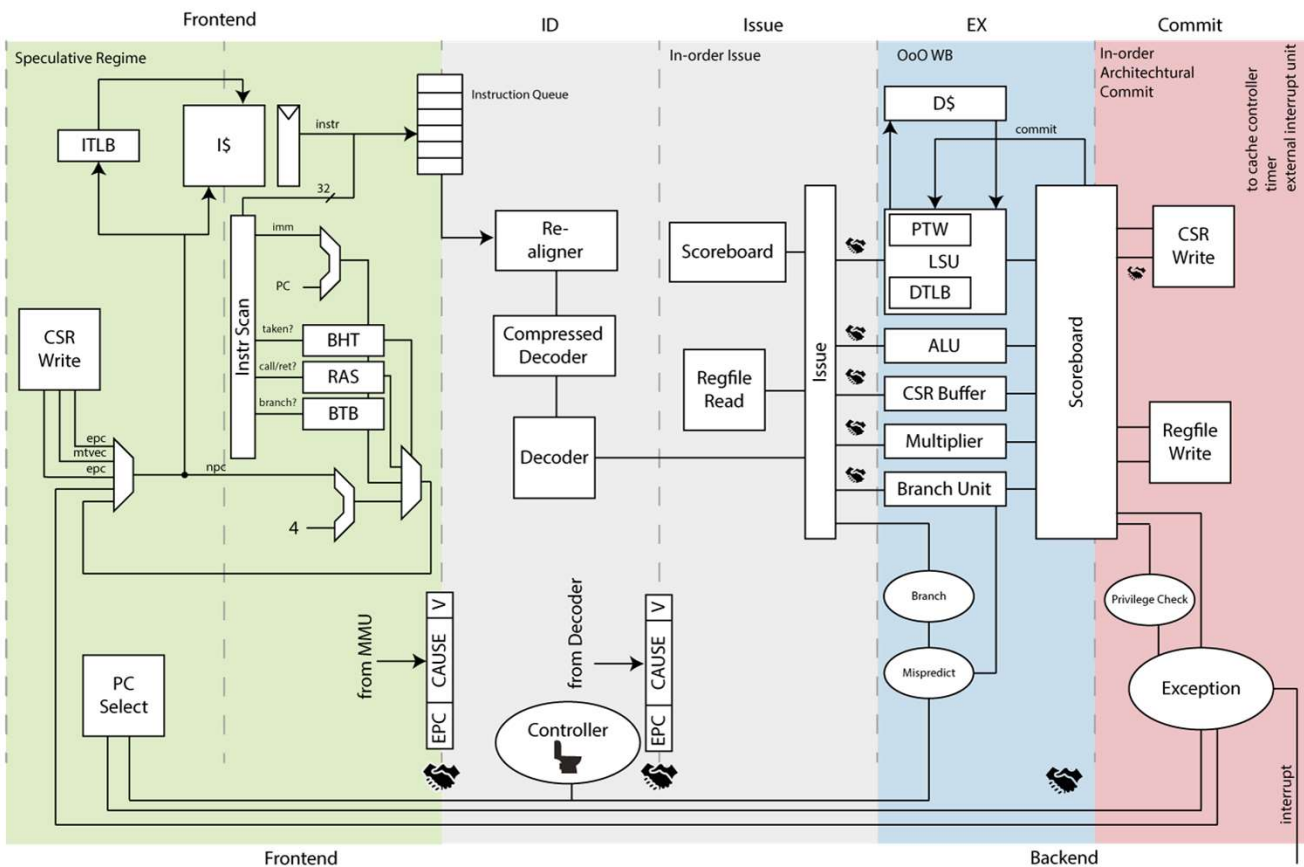 Frontend
ID
Issue
EX
Commit
Speculative Regime
In-order Issue
OoO WB
In-order
Architechtural
Commit
to cache controller
timer
external interrupt unit
ITLB
I$
instr
32
Instruction Queue
D$
commit
Instr Scan
imm
PC
taken?
BHT
call/ret?
RAS
branch?
BTB
CSR
Write
epc
mtvec
epc
npc
4
Re-
aligner
Compressed
Decoder
Decoder
Scoreboard
Regfile
Read
Issue
PTW
LSU
DTLB
ALU
CSR Buffer
Multiplier
Branch Unit
Scoreboard
CSR
Write
Regfile
Write
Branch
Mispredict
Privilege Check
Exception
from MMU
EPC
CAUSE
V
from Decoder
EPC
CAUSE
V
PC
Select
Controller
interrupt
Frontend
Backend